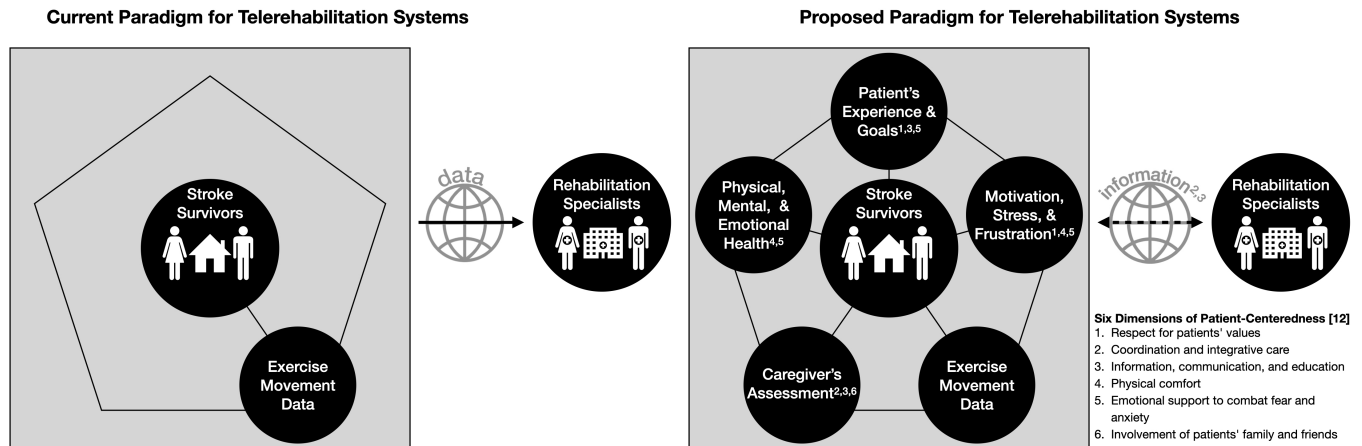 Current Paradigm for Telerehabilitation Systems
Stroke
Survivors
Exercise
Movement
Data
data
Rehabilitation
Specialists
Proposed Paradigm for Telerehabilitation Systems
Patient's
Experience &
Goals1,3,5
Physical,
Mental, &
Emotional
Health4,5
Stroke
Survivors
Motivation,
Stress, &
Frustration1,4,5
Caregiver's
Assessment2,3,6
Exercise
Movement
Data
information2,3
Rehabilitation
Specialists
Six Dimensions of Patient-Centeredness [12]
1. Respect for patients' values
2. Coordination and integrative care
3. Information, communication, and education
4. Physical comfort
5. Emotional support to combat fear and
anxiety
6. Involvement of patients' family and friends